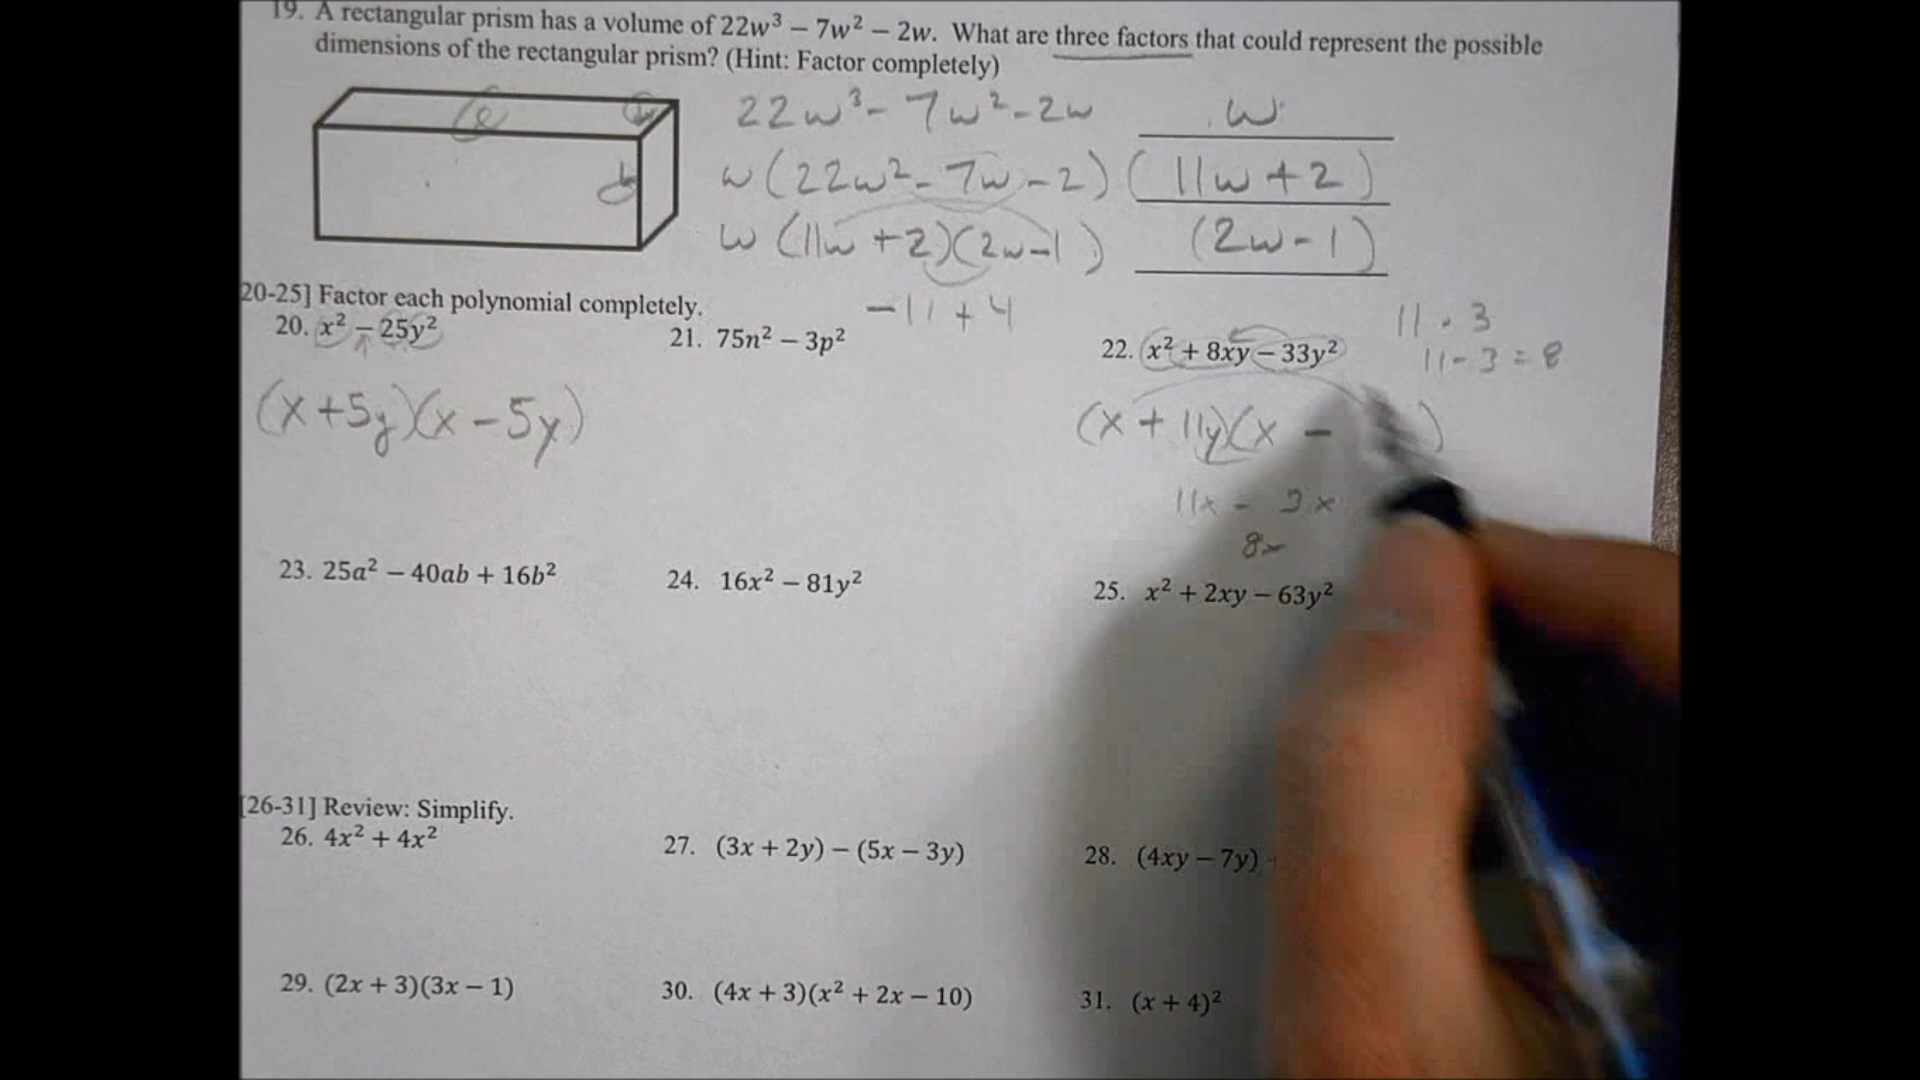 19. A rectangular prism has a volume of 22w³ − 7w² − 2w. What are three factors that could represent the possible
dimensions of the rectangular prism? (Hint: Factor completely)
l
w
h
22w³ - 7w² - 2w
w
w(22w² - 7w - 2)
(11w + 2)
w(11w + 2)(2w - 1)
(2w - 1)
-11 + 4
20-25] Factor each polynomial completely.
20. x² − 25y²
21. 75n² − 3p²
22. x² + 8xy − 33y²
11 · 3
11 - 3 = 8
(x + 5y)(x - 5y)
(x + 11y)(x - )
11x - 3x
8x
23. 25a² − 40ab + 16b²
24. 16x² − 81y²
25. x² + 2xy − 63y²
[26-31] Review: Simplify.
26. 4x² + 4x²
27. (3x + 2y) − (5x − 3y)
28. (4xy − 7y)
29. (2x + 3)(3x − 1)
30. (4x + 3)(x² + 2x − 10)
31. (x + 4)²